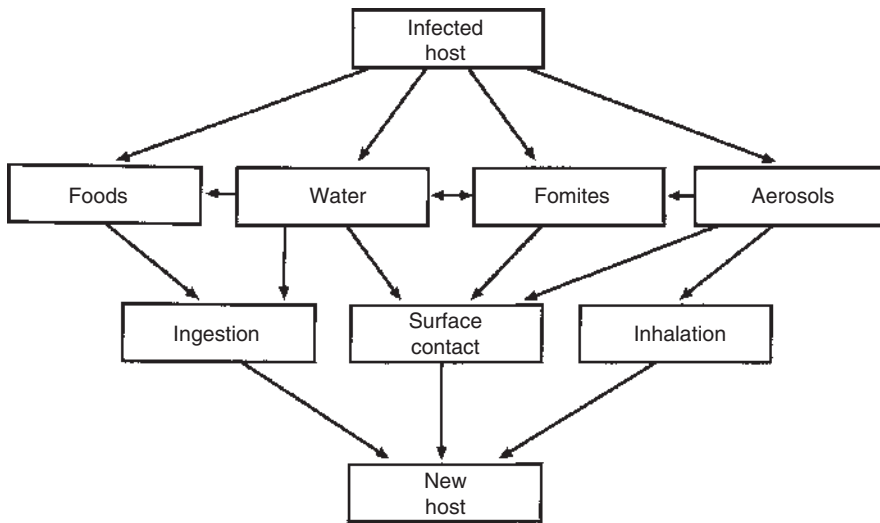 Infected
host
Foods
Water
Fomites
Aerosols
Ingestion
Surface
contact
Inhalation
New
host